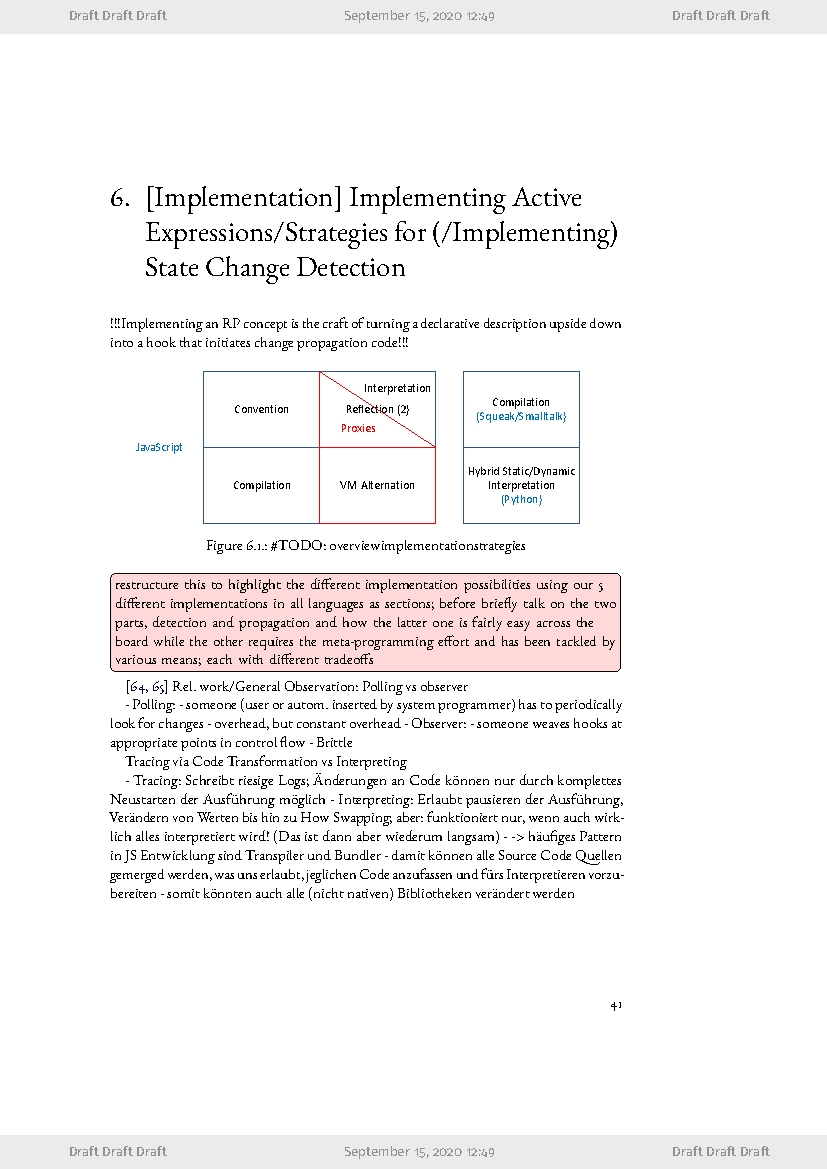 Draft Draft Draft September 15, 2020 12:49 Draft Draft Draft
6. [Implementation] Implementing Active
Expressions/Strategies for (/Implementing)
State Change Detection
!!!Implementing an RP concept is the craft of turning a declarative description upside down
into a hook that initiates change propagation code!!!
Interpretation
Convention
Reflection (2)
Proxies
Compilation
(Squeak/Smalltalk)
JavaScript
Compilation
VM Alternation
Hybrid Static/Dynamic
Interpretation
(Python)
Figure 6.1.: #TODO: overviewimplementationstrategies
restructure this to highlight the different implementation possibilities using our 5
different implementations in all languages as sections; before briefly talk on the two
parts, detection and propagation and how the latter one is fairly easy across the
board while the other requires the meta-programming effort and has been tackled by
various means; each with different tradeoffs
[64, 65] Rel. work/General Observation: Polling vs observer
- Polling: - someone (user or autom. inserted by system programmer) has to periodically
look for changes - overhead, but constant overhead - Observer: - someone weaves hooks at
appropriate points in control flow - Brittle
Tracing via Code Transformation vs Interpreting
- Tracing: Schreibt riesige Logs; Änderungen an Code können nur durch komplettes
Neustarten der Ausführung möglich - Interpreting: Erlaubt pausieren der Ausführung,
Verändern von Werten bis hin zu How Swapping; aber: funktioniert nur, wenn auch wirk-
lich alles interpretiert wird! (Das ist dann aber wiederum langsam) - -> häufiges Pattern
in JS Entwicklung sind Transpiler und Bundler - damit können alle Source Code Quellen
gemerged werden, was uns erlaubt, jeglichen Code anzufassen und fürs Interpretieren vorzu-
bereiten - somit könnten auch alle (nicht nativen) Bibliotheken verändert werden
41
Draft Draft Draft September 15, 2020 12:49 Draft Draft Draft